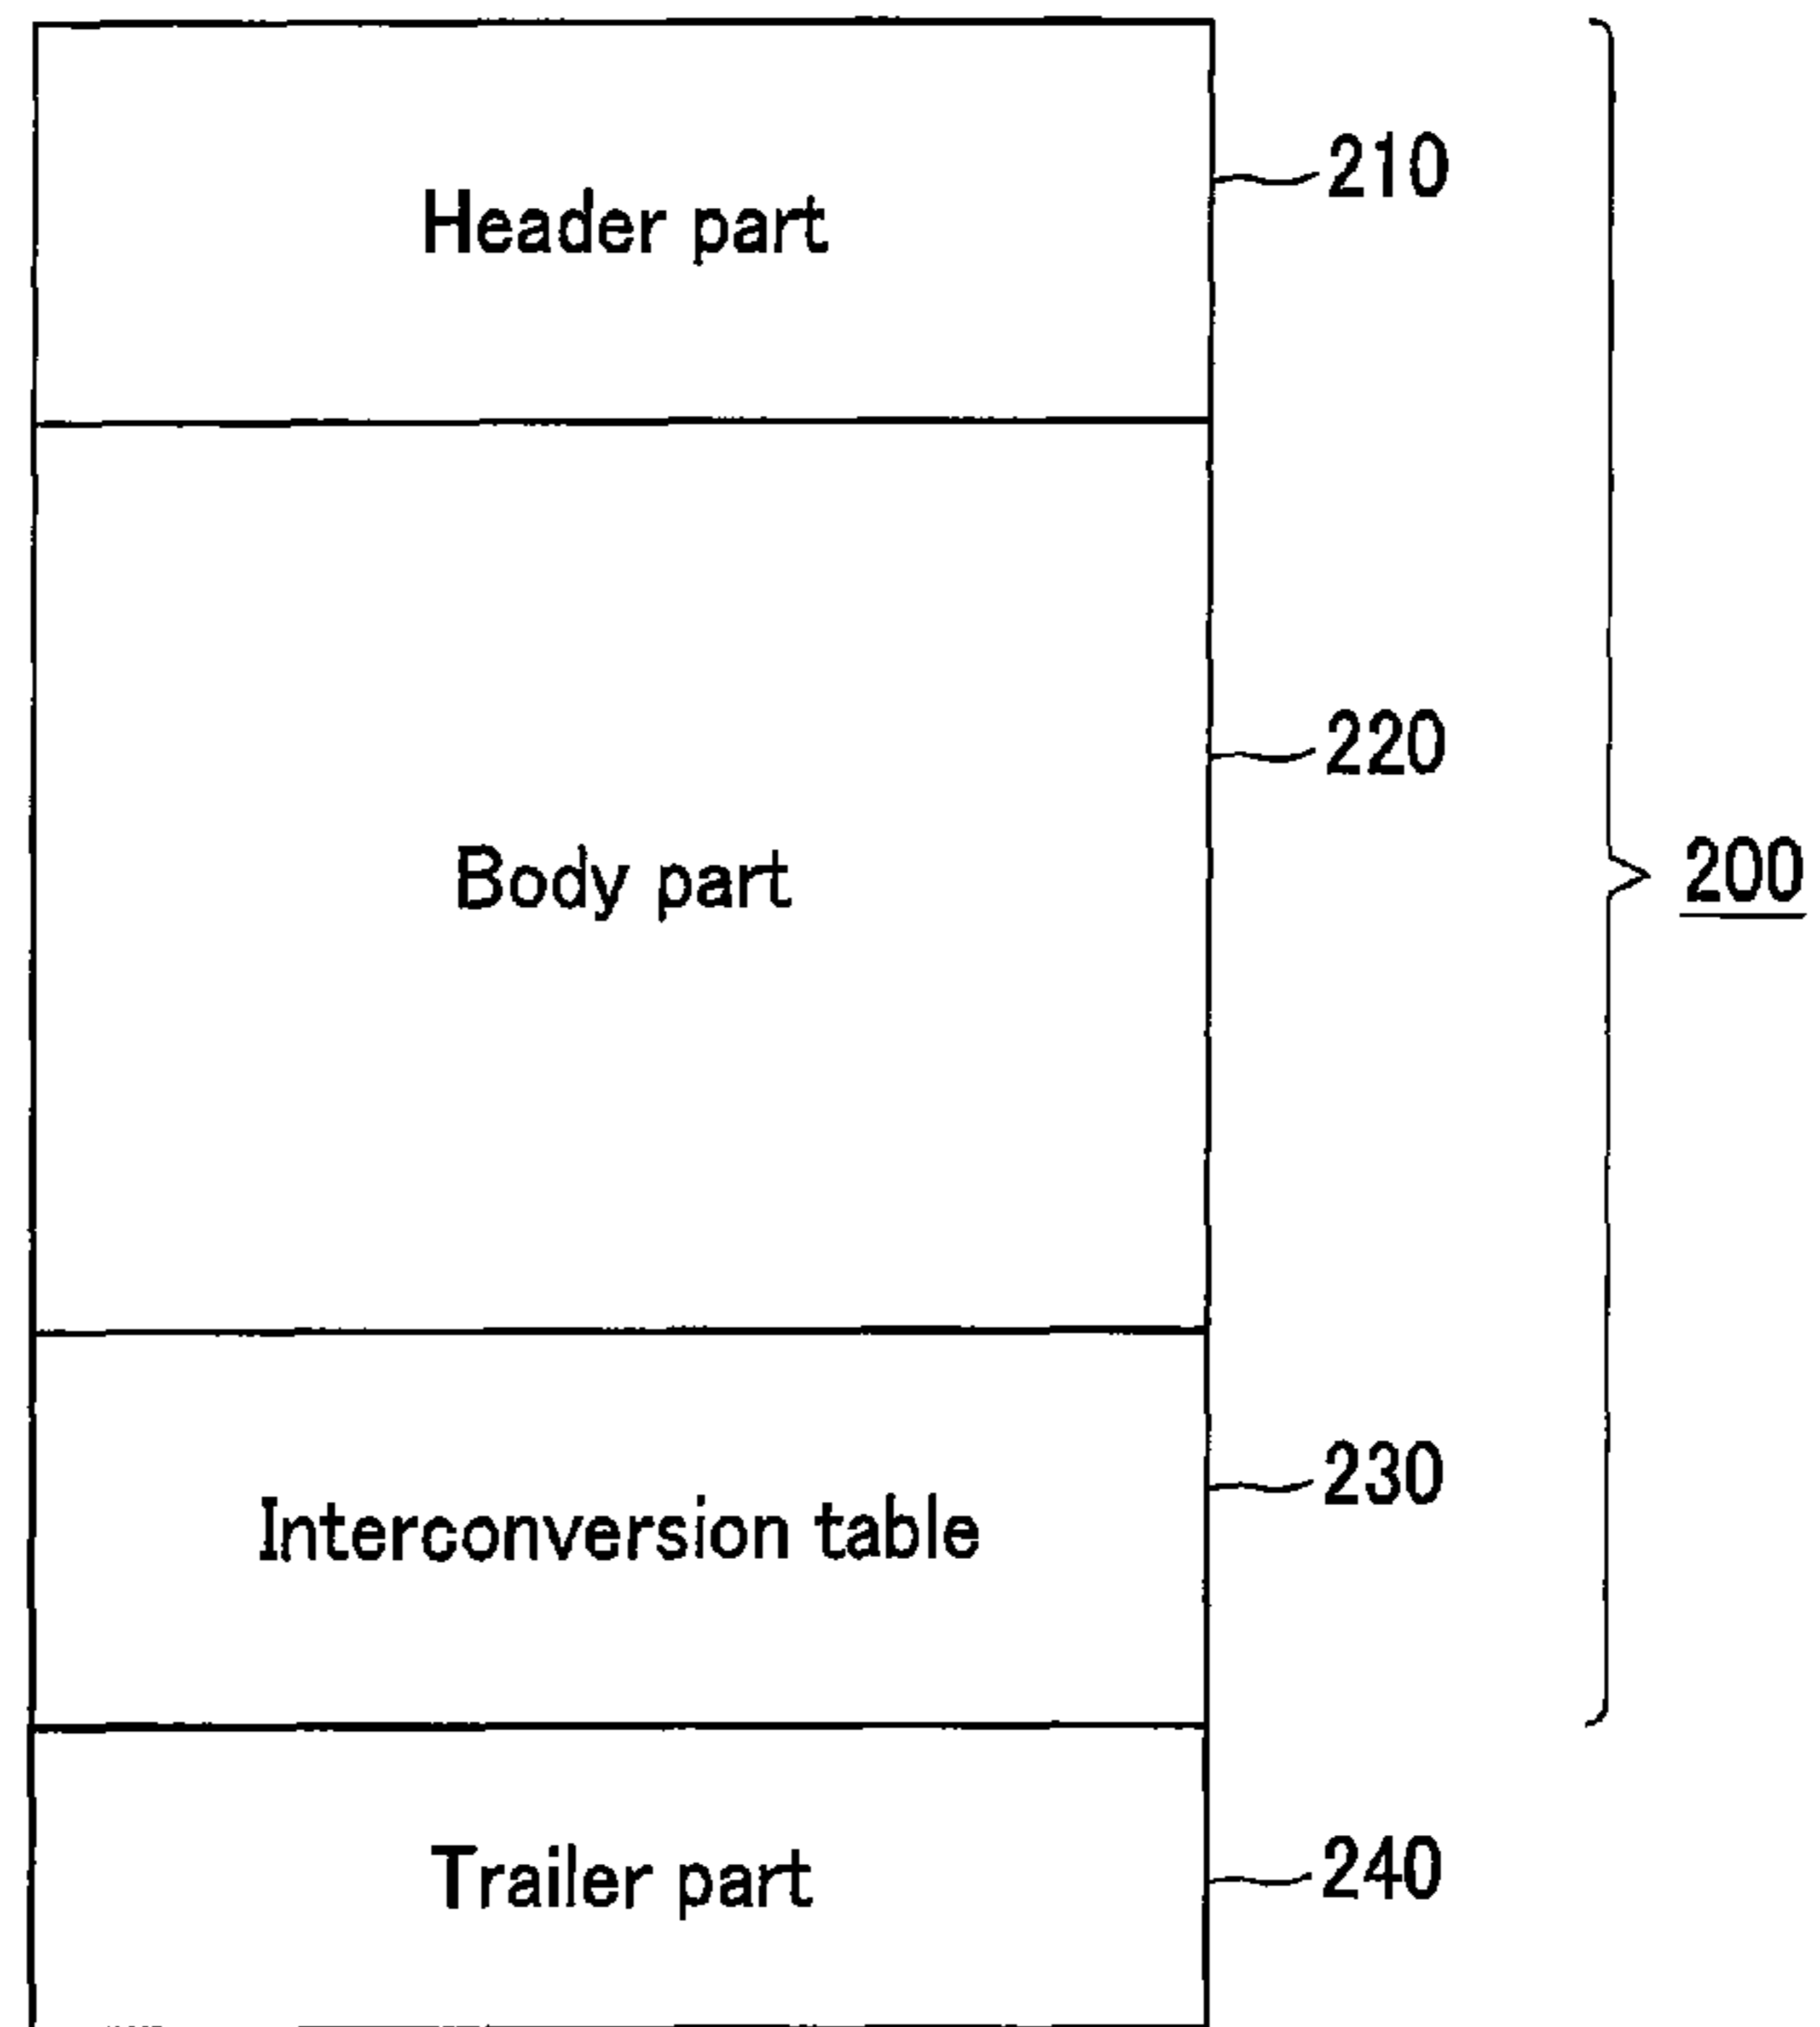 Header part
210
220
Body part
200
230
Interconversion table
Trailer part
240